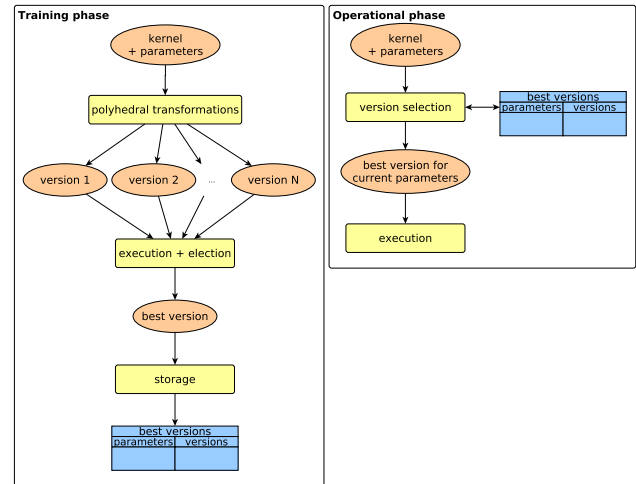 Training phase
kernel
+ parameters
polyhedral transformations
version 1
version 2
...
version N
execution + election
best version
storage
best versions
parameters
versions
Operational phase
kernel
+ parameters
version selection
best versions
parameters
versions
best version for
current parameters
execution